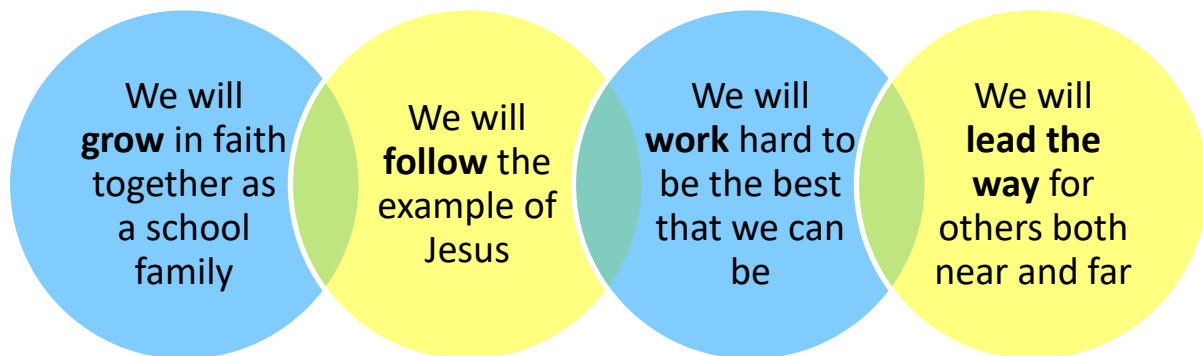 We will
grow in faith
together as
a school
family
We will
follow the
example of
Jesus
We will
work hard to
be the best
that we can
be
We will
lead the
way for
others both
near and far